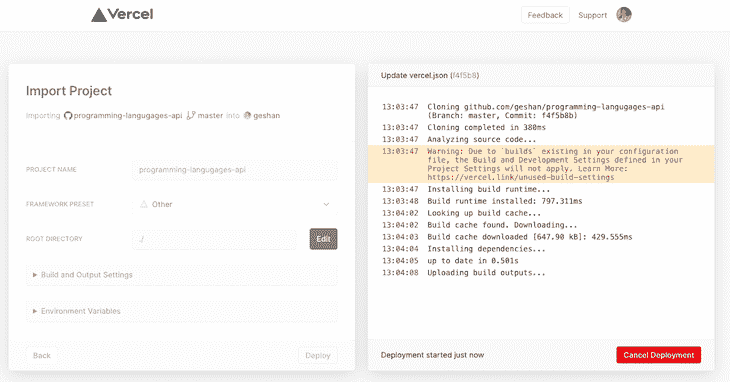 Vercel
Feedback Support
Import Project
Importing programming-langugages-api master into geshan
PROJECT NAME programming-langugages-api
FRAMEWORK PRESET Other
ROOT DIRECTORY ./ Edit
Build and Output Settings
Environment Variables
Back Deploy
Update vercel.json (f4f5b8)
13:03:47 Cloning github.com/geshan/programming-langugages-api
(Branch: master, Commit: f4f5b8b)
13:03:47 Cloning completed in 380ms
13:03:47 Analyzing source code...
13:03:47 Warning: Due to `builds` existing in your configuration
file, the Build and Development Settings defined in your
Project Settings will not apply. Learn More:
https://vercel.link/unused-build-settings
13:03:47 Installing build runtime...
13:03:48 Build runtime installed: 797.311ms
13:04:02 Looking up build cache...
13:04:02 Build cache found. Downloading...
13:04:03 Build cache downloaded [647.90 kB]: 429.555ms
13:04:04 Installing dependencies...
13:04:05 up to date in 0.501s
13:04:08 Uploading build outputs...
Deployment started just now Cancel Deployment